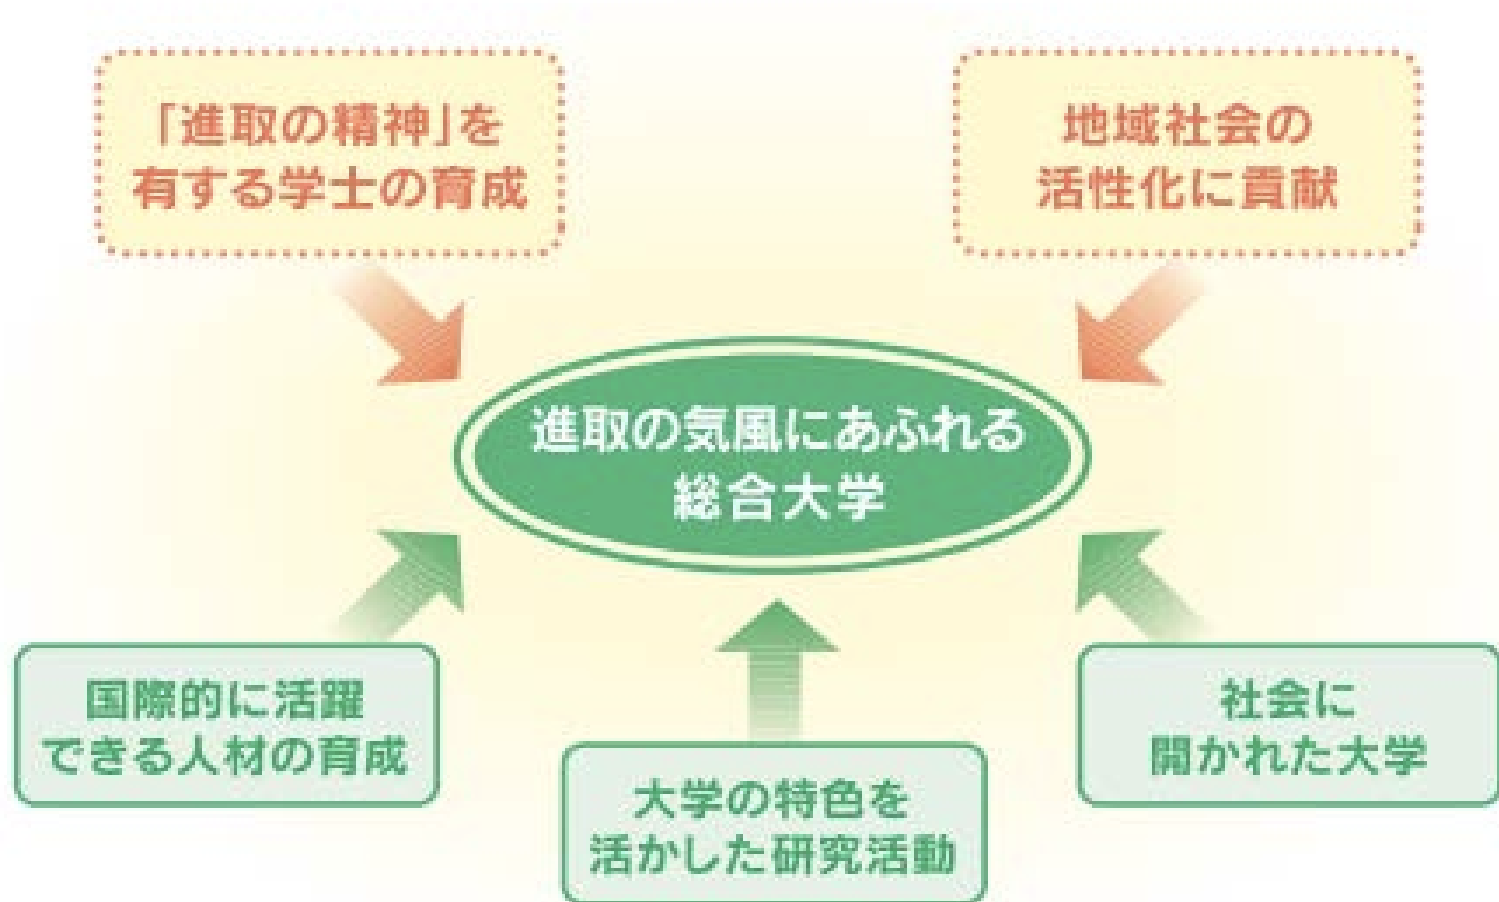 「進取の精神」を
有する学士の育成
地域社会の
活性化に貢献
進取の気風にあふれる
総合大学
国際的に活躍
できる人材の育成
大学の特色を
活かした研究活動
社会に
開かれた大学